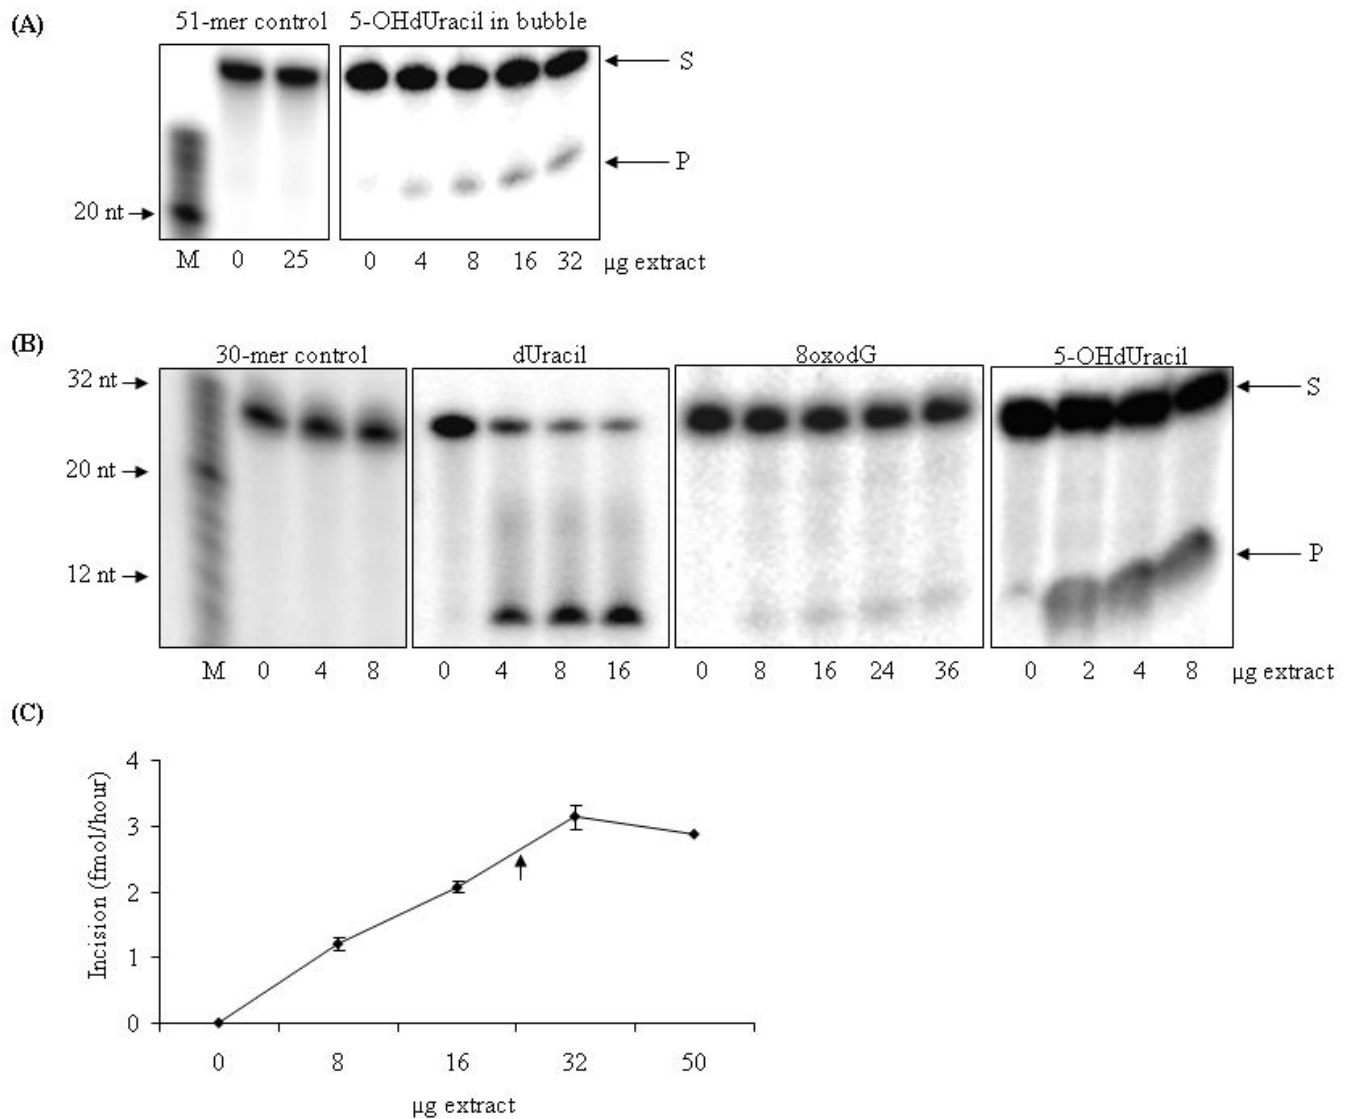 (A)
51-mer control 5-OHdUracil in bubble
S
P
20 nt
M 0 25 0 4 8 16 32 µg extract
(B)
30-mer control dUracil 8oxodG 5-OHdUracil
32 nt
S
20 nt
P
12 nt
M 0 4 8 0 4 8 16 0 8 16 24 36 0 2 4 8 µg extract
(C)
4
3
2
1
0
Incision (fmol/hour)
0 8 16 32 50
µg extract